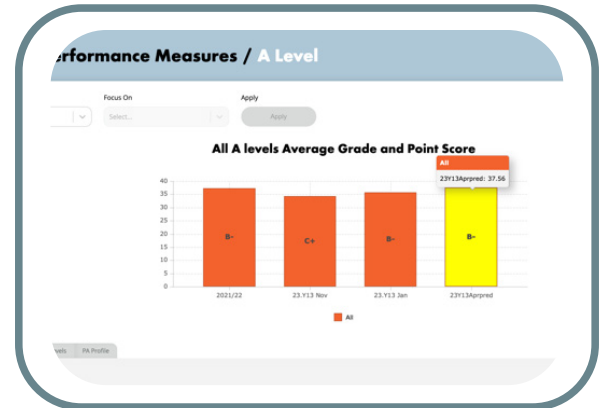 erformance Measures / A Level
Focus On
Apply
Select...
Apply
All A levels Average Grade and Point Score
All
23Y13Aprpred: 37.56
40
35
30
25
20
15
10
5
0
B-
C+
B-
B-
2021/22
23.Y13 Nov
23.Y13 Jan
23Y13Aprpred
All
vels
PA Profile